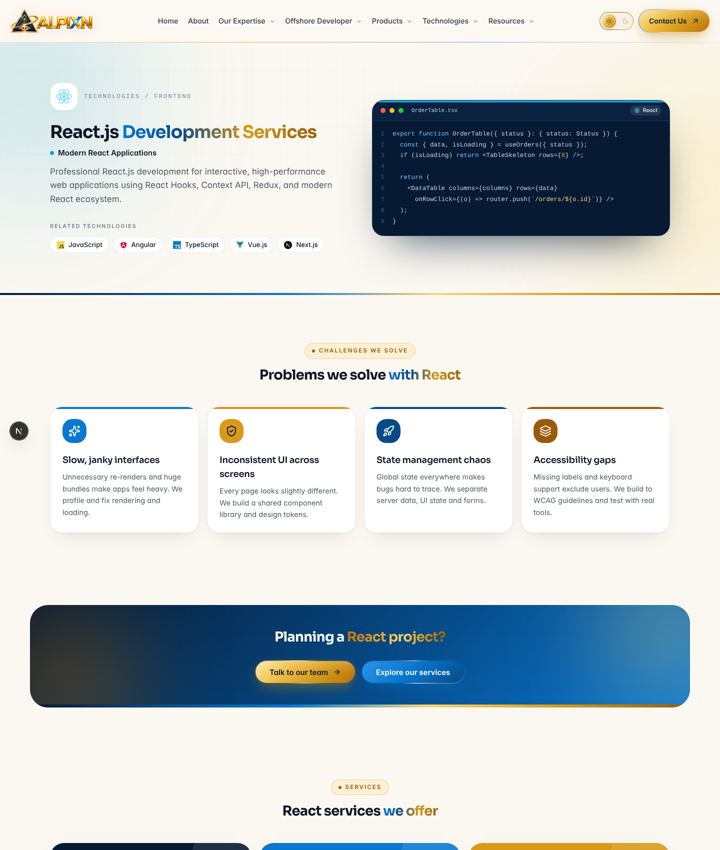 ALPIXN
Home About Our Expertise Offshore Developer Products Technologies Resources
Contact Us
TECHNOLOGIES / FRONTEND
React.js Development Services
Modern React Applications
Professional React.js development for interactive, high-performance
web applications using React Hooks, Context API, Redux, and modern
React ecosystem.
RELATED TECHNOLOGIES
JavaScript Angular TypeScript Vue.js Next.js
OrderTable.tsx React
1 export function OrderTable({ status }: { status: Status }) {
2 const { data, isLoading } = useOrders({ status });
3 if (isLoading) return <TableSkeleton rows={8} />;
4
5 return (
6 <DataTable columns={columns} rows={data}
7 onRowClick={(o) => router.push(`/orders/${o.id}`)} />
8 );
9 }
CHALLENGES WE SOLVE
Problems we solve with React
Slow, janky interfaces
Unnecessary re-renders and huge
bundles make apps feel heavy. We
profile and fix rendering and
loading.
Inconsistent UI across
screens
Every page looks slightly different.
We build a shared component
library and design tokens.
State management chaos
Global state everywhere makes
bugs hard to trace. We separate
server data, UI state and forms.
Accessibility gaps
Missing labels and keyboard
support exclude users. We build to
WCAG guidelines and test with real
tools.
N
Planning a React project?
Talk to our team
Explore our services
SERVICES
React services we offer